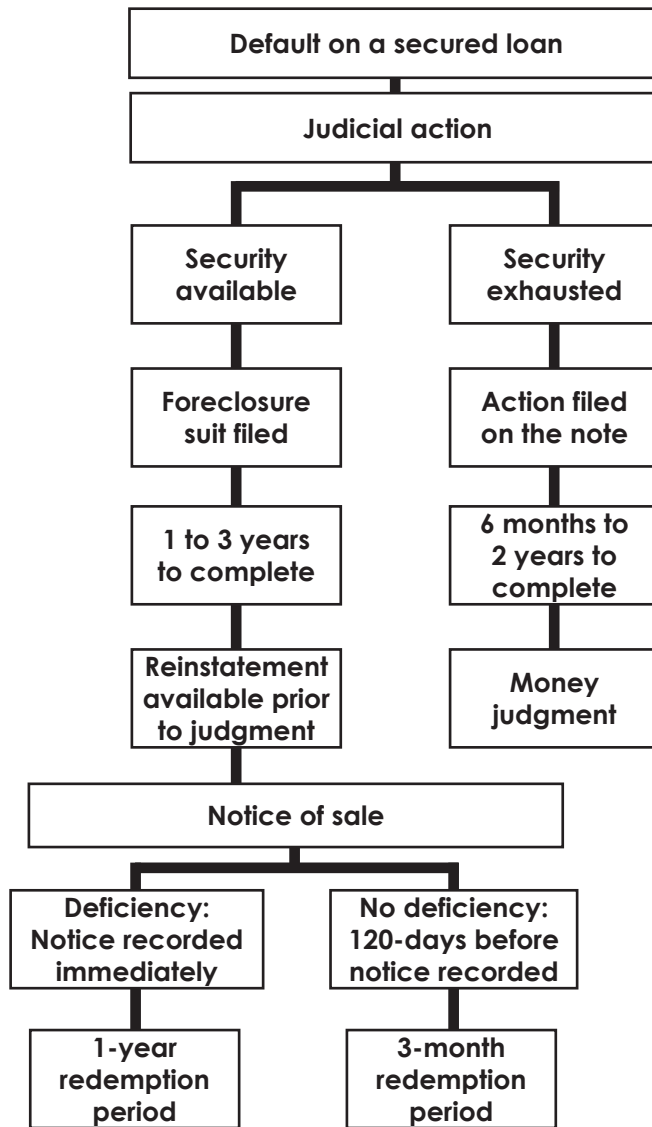 Default on a secured loan
Judicial action
Security
available
Security
exhausted
Foreclosure
suit filed
Action filed
on the note
1 to 3 years
to complete
6 months to
2 years to
complete
Reinstatement
available prior
to judgment
Money
judgment
Notice of sale
Deficiency:
Notice recorded
immediately
No deficiency:
120-days before
notice recorded
1-year
redemption
period
3-month
redemption
period